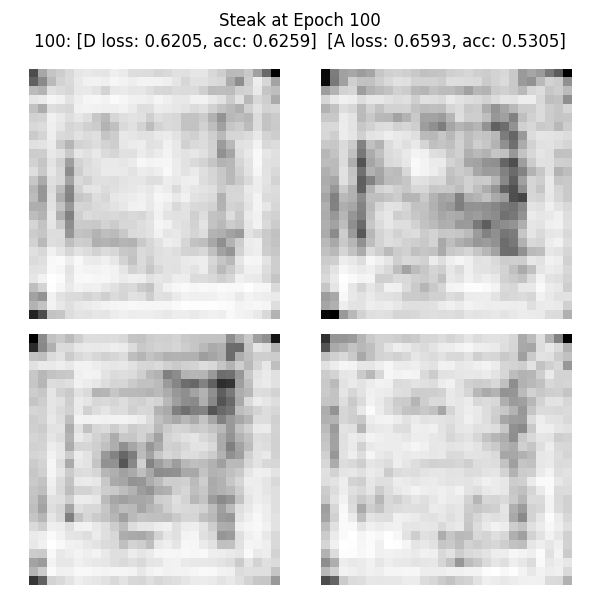 Steak at Epoch 100
100: [D loss: 0.6205, acc: 0.6259]  [A loss: 0.6593, acc: 0.5305]